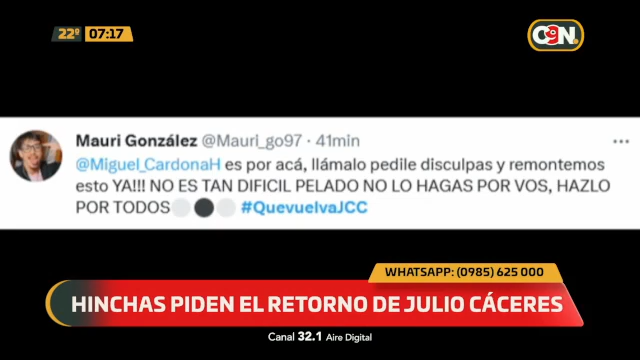 22º 07:17
C9N.
Mauri González @Mauri_go97 · 41min
@Miguel_CardonaH es por acá, llámalo pedile disculpas y remontemos
esto YA!!! NO ES TAN DIFICIL PELADO NO LO HAGAS POR VOS, HAZLO
POR TODOS⚪⚫⚪ #QuevuelvaJCC
WHATSAPP: (0985) 625 000
HINCHAS PIDEN EL RETORNO DE JULIO CÁCERES
Canal 32.1 Aire Digital